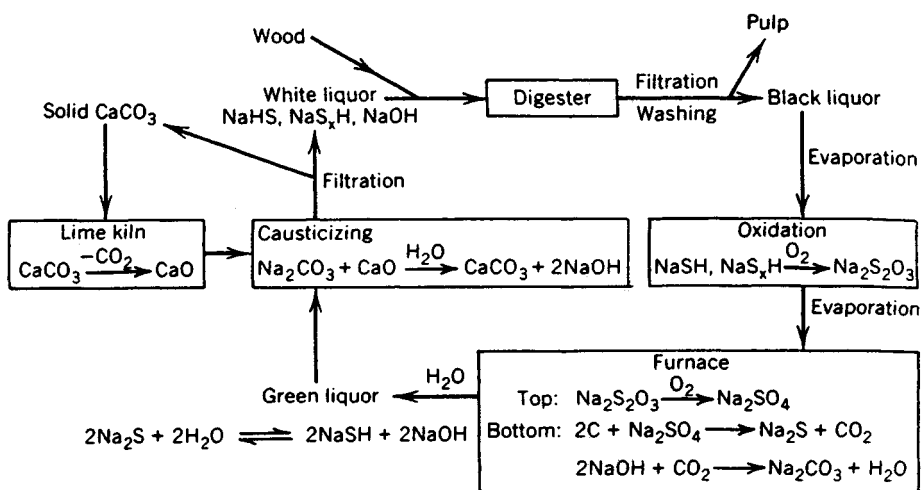 Wood
Pulp
White liquor
NaHS, NaSₓH, NaOH
Digester
Filtration
Washing
Black liquor
Solid CaCO₃
Filtration
Evaporation
Lime kiln
–CO₂
CaCO₃ → CaO
Causticizing
H₂O
Na₂CO₃ + CaO → CaCO₃ + 2NaOH
Oxidation
O₂
NaSH, NaSₓH → Na₂S₂O₃
Evaporation
H₂O
Green liquor
2Na₂S + 2H₂O ⇌ 2NaSH + 2NaOH
Furnace
O₂
Top: Na₂S₂O₃ → Na₂SO₄
Bottom: 2C + Na₂SO₄ → Na₂S + CO₂
2NaOH + CO₂ → Na₂CO₃ + H₂O